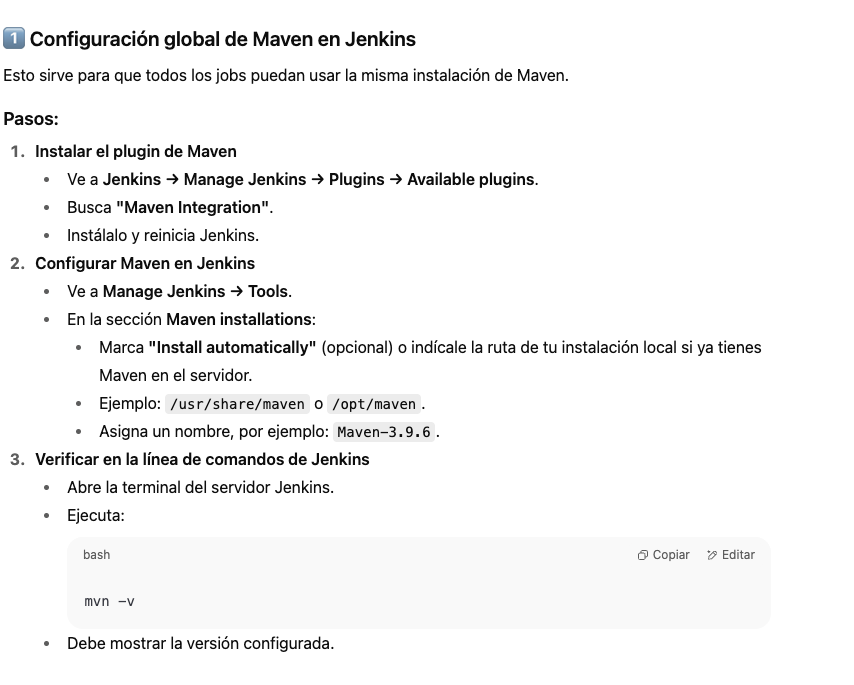 1 Configuración global de Maven en Jenkins
Esto sirve para que todos los jobs puedan usar la misma instalación de Maven.
Pasos:
1. Instalar el plugin de Maven
• Ve a Jenkins → Manage Jenkins → Plugins → Available plugins.
• Busca "Maven Integration".
• Instálalo y reinicia Jenkins.
2. Configurar Maven en Jenkins
• Ve a Manage Jenkins → Tools.
• En la sección Maven installations:
• Marca "Install automatically" (opcional) o indícale la ruta de tu instalación local si ya tienes
Maven en el servidor.
• Ejemplo: /usr/share/maven o /opt/maven.
• Asigna un nombre, por ejemplo: Maven-3.9.6.
3. Verificar en la línea de comandos de Jenkins
• Abre la terminal del servidor Jenkins.
• Ejecuta:
bash Copiar Editar
mvn -v
• Debe mostrar la versión configurada.